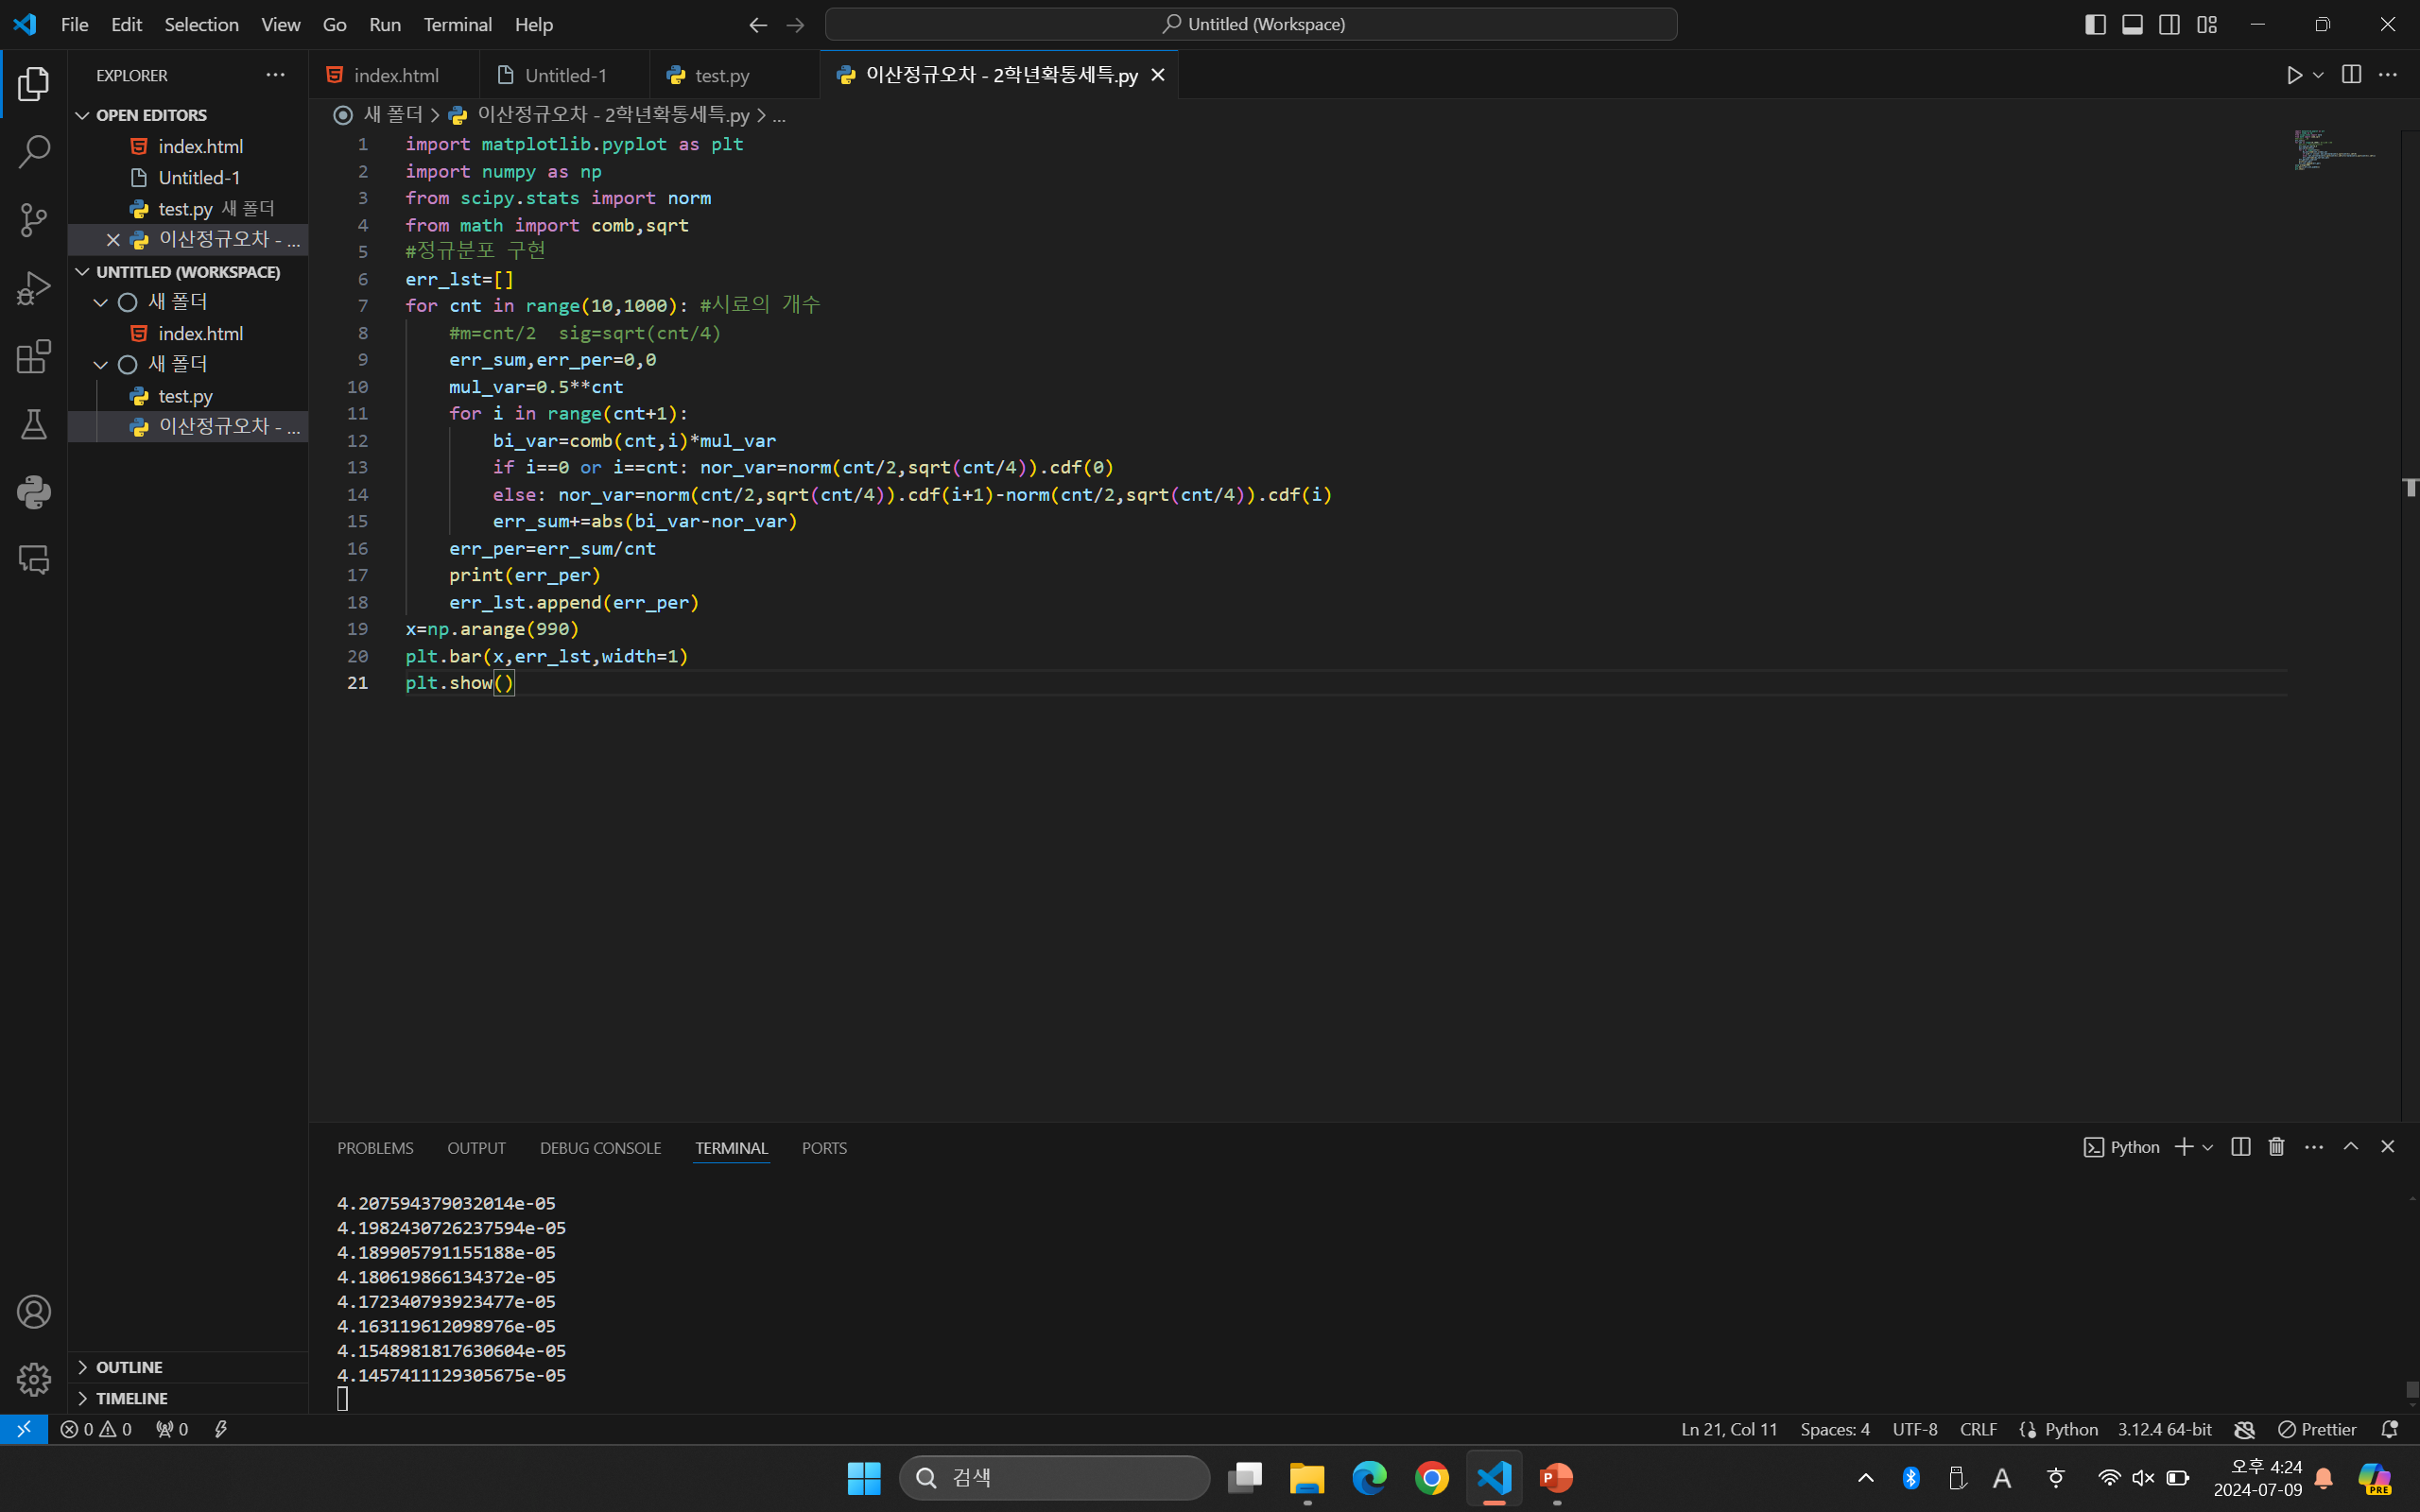 File Edit Selection View Go Run Terminal Help
Untitled (Workspace)
EXPLORER
index.html
Untitled-1
test.py
이산정규오차 - 2학년확통세특.py
OPEN EDITORS
index.html
Untitled-1
test.py 새 폴더
이산정규오차 - ...
UNTITLED (WORKSPACE)
새 폴더
index.html
새 폴더
test.py
이산정규오차 - ...
OUTLINE
TIMELINE
새 폴더 > 이산정규오차 - 2학년확통세특.py > ...
1 import matplotlib.pyplot as plt
2 import numpy as np
3 from scipy.stats import norm
4 from math import comb,sqrt
5 #정규분포 구현
6 err_lst=[]
7 for cnt in range(10,1000): #시료의 개수
8 #m=cnt/2  sig=sqrt(cnt/4)
9 err_sum,err_per=0,0
10 mul_var=0.5**cnt
11 for i in range(cnt+1):
12 bi_var=comb(cnt,i)*mul_var
13 if i==0 or i==cnt: nor_var=norm(cnt/2,sqrt(cnt/4)).cdf(0)
14 else: nor_var=norm(cnt/2,sqrt(cnt/4)).cdf(i+1)-norm(cnt/2,sqrt(cnt/4)).cdf(i)
15 err_sum+=abs(bi_var-nor_var)
16 err_per=err_sum/cnt
17 print(err_per)
18 err_lst.append(err_per)
19 x=np.arange(990)
20 plt.bar(x,err_lst,width=1)
21 plt.show()
PROBLEMS OUTPUT DEBUG CONSOLE TERMINAL PORTS
Python
4.207594379032014e-05
4.1982430726237594e-05
4.189905791155188e-05
4.180619866134372e-05
4.172340793923477e-05
4.163119612098976e-05
4.1548981817630604e-05
4.1457411129305675e-05
0 0 0
Ln 21, Col 11 Spaces: 4 UTF-8 CRLF Python 3.12.4 64-bit Prettier
검색
A
오후 4:24
2024-07-09
PRE